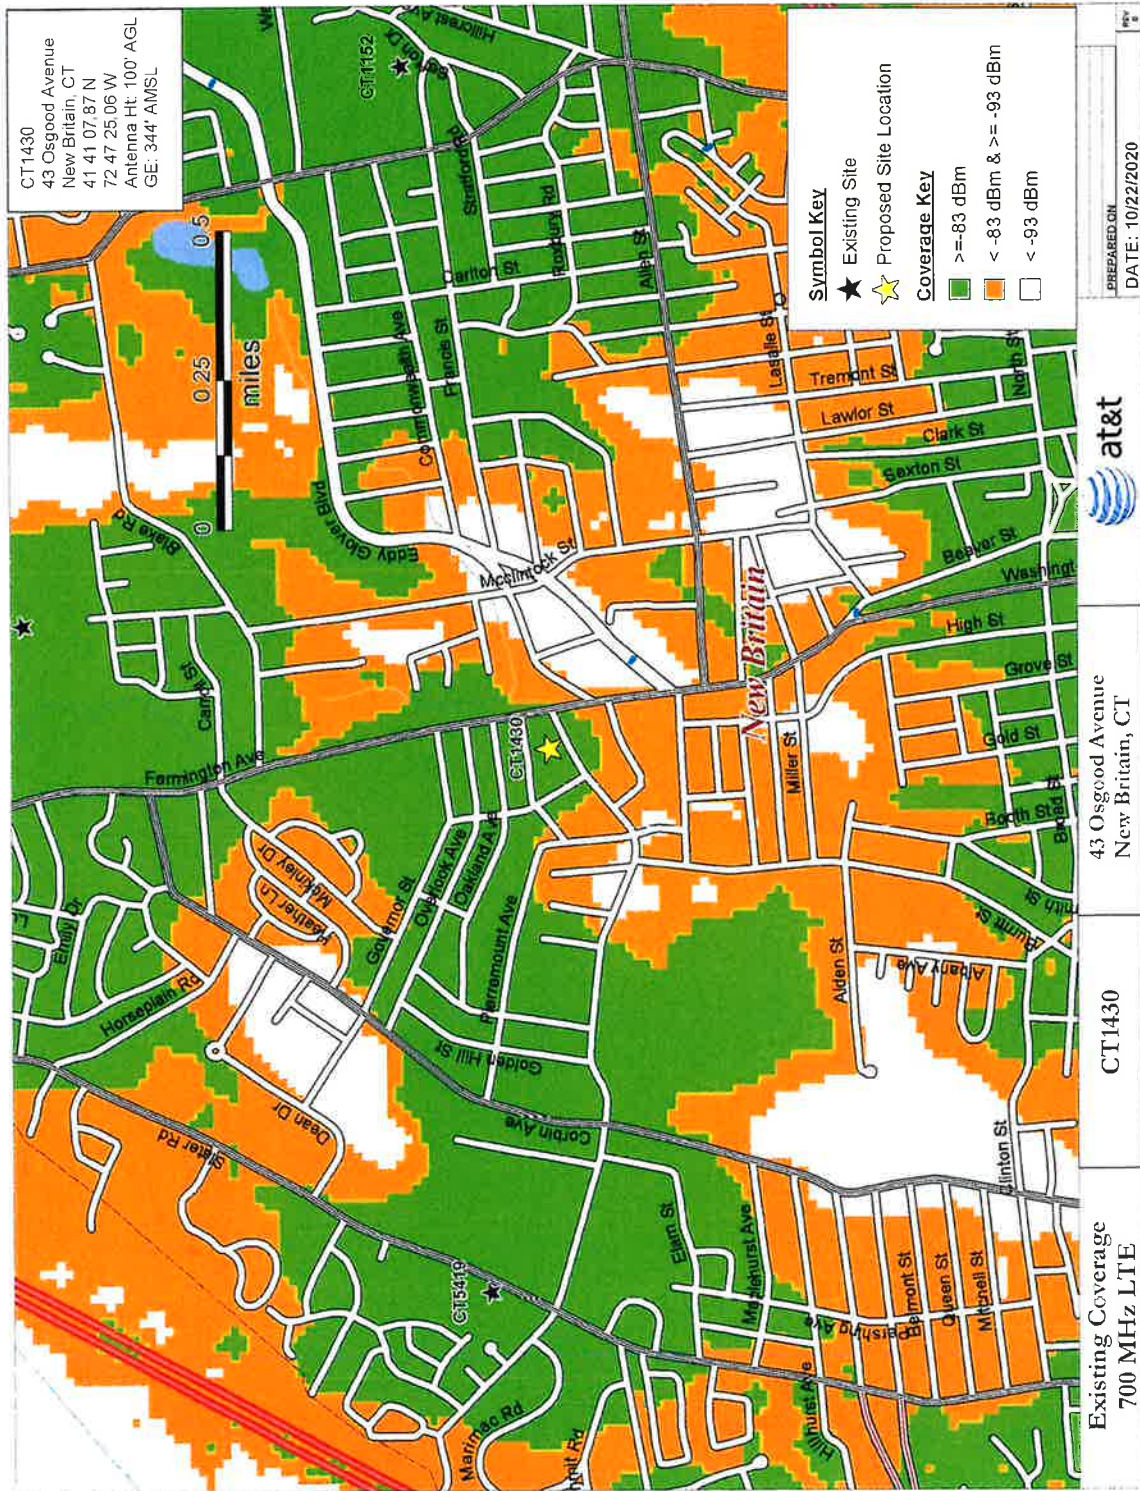 CT1430
43 Osgood Avenue
New Britain, CT
41 41 07.87 N
72 47 25.06 W
Antenna Ht: 100' AGL
GE: 344' AMSL
0 0.25 0.5
miles
CT1152
CT5419
CT1430
New Britain
Hillcrest Ave
Stratford Rd
Roxbury Rd
Carlton St
Allen St
Commonwealth Ave
Francis St
Eddy Glover Blvd
Mcclintock St
Blake Rd
Carroll St
Farmington Ave
Emily Dr
Horseplain Rd
Heather Ln
Mckinley Dr
Governor St
Overlook Ave
Oakland Ave
Pierremount Ave
Golden Hill St
Corbin Ave
Dean Dr
Slater Rd
Marimac Rd
Elam St
Maplehurst Ave
Pershing Ave
Hillhurst Ave
Belmont St
Queen St
Mitchell St
Clinton St
Alden St
Albany Ave
Burritt St
Booth St
Broad St
Gold St
Grove St
High St
Washingt
Beaver St
Sexton St
Clark St
Lawlor St
Tremont St
Lasalle St
North St
Miller St
Symbol Key
Existing Site
Proposed Site Location
Coverage Key
>=-83 dBm
< -83 dBm & >= -93 dBm
< -93 dBm
Existing Coverage
700 MHz LTE
CT1430
43 Osgood Avenue
New Britain, CT
at&t
PREPARED ON
DATE: 10/22/2020
REV